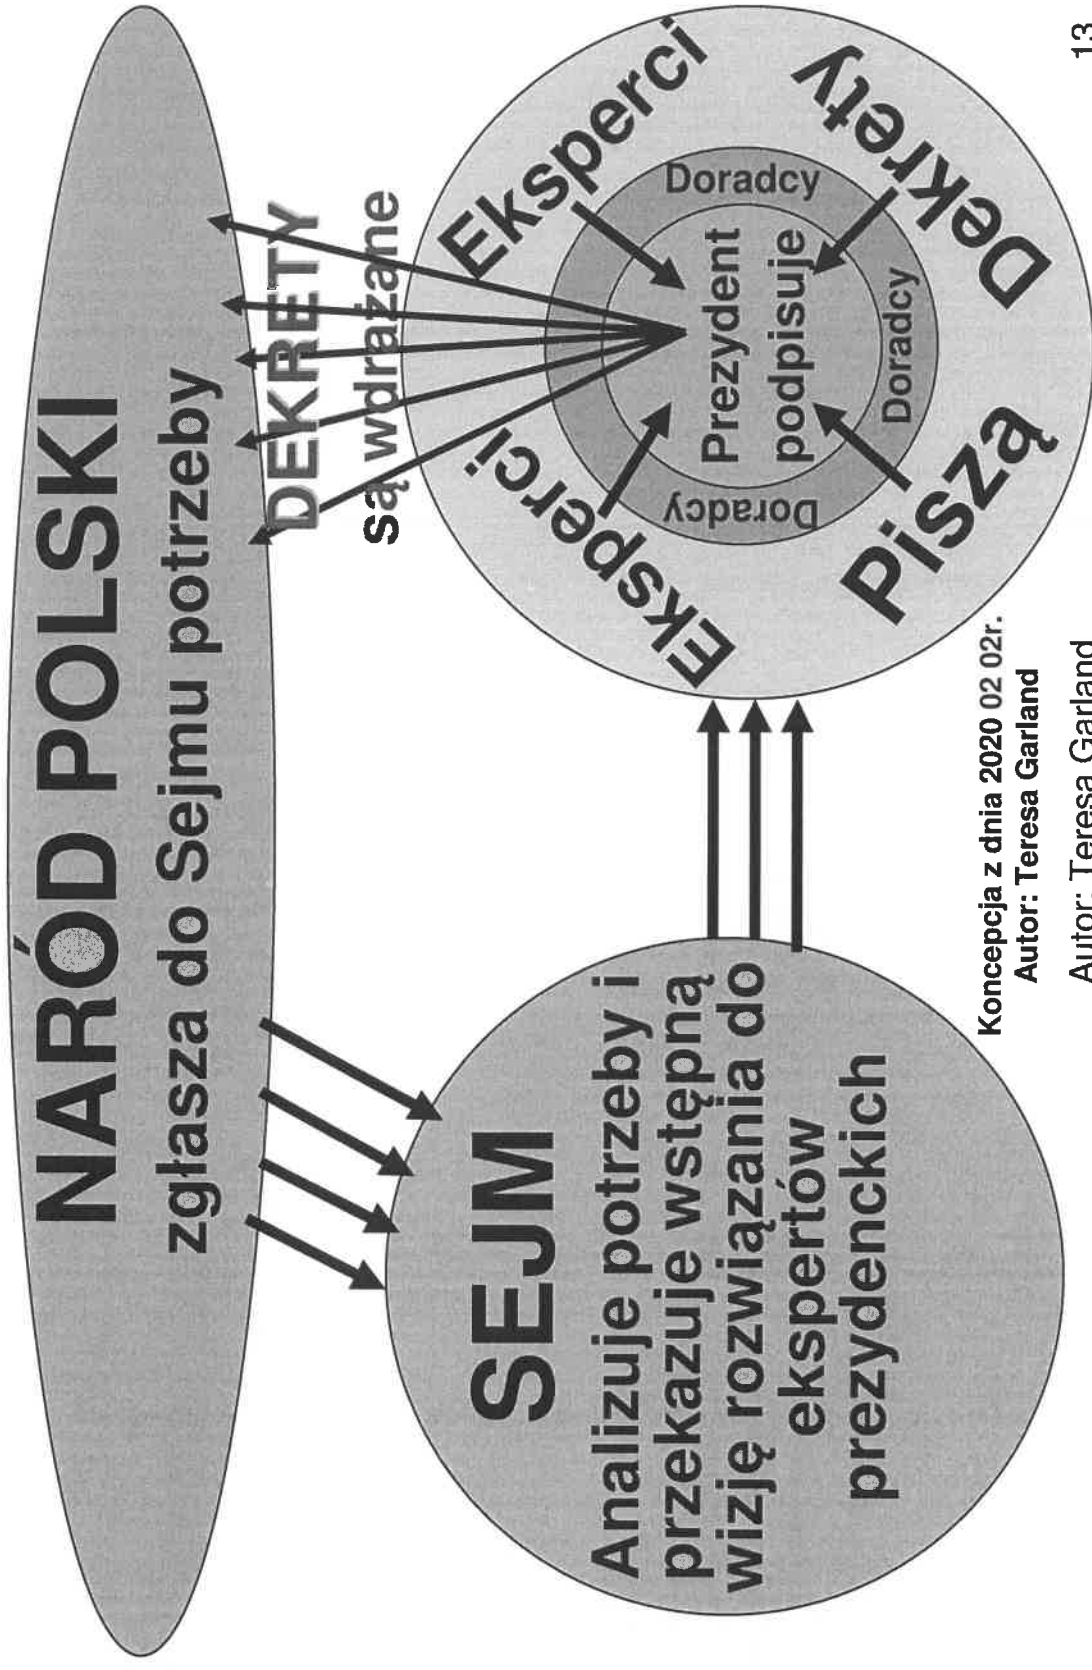 NARÓD POLSKI
zgłasza do Sejmu potrzeby
SEJM
Analizuje potrzeby i
przekazuje wstępną
wizję rozwiązania do
ekspertów
prezydenckich
DEKRETY
są wdrażane
Eksperci
Eksperci
Piszą
Dekrety
Doradcy
Doradcy
Doradcy
Prezydent
podpisuje
Koncepcja z dnia 2020 02 02r.
Autor: Teresa Garland
Autor: Teresa Garland
13